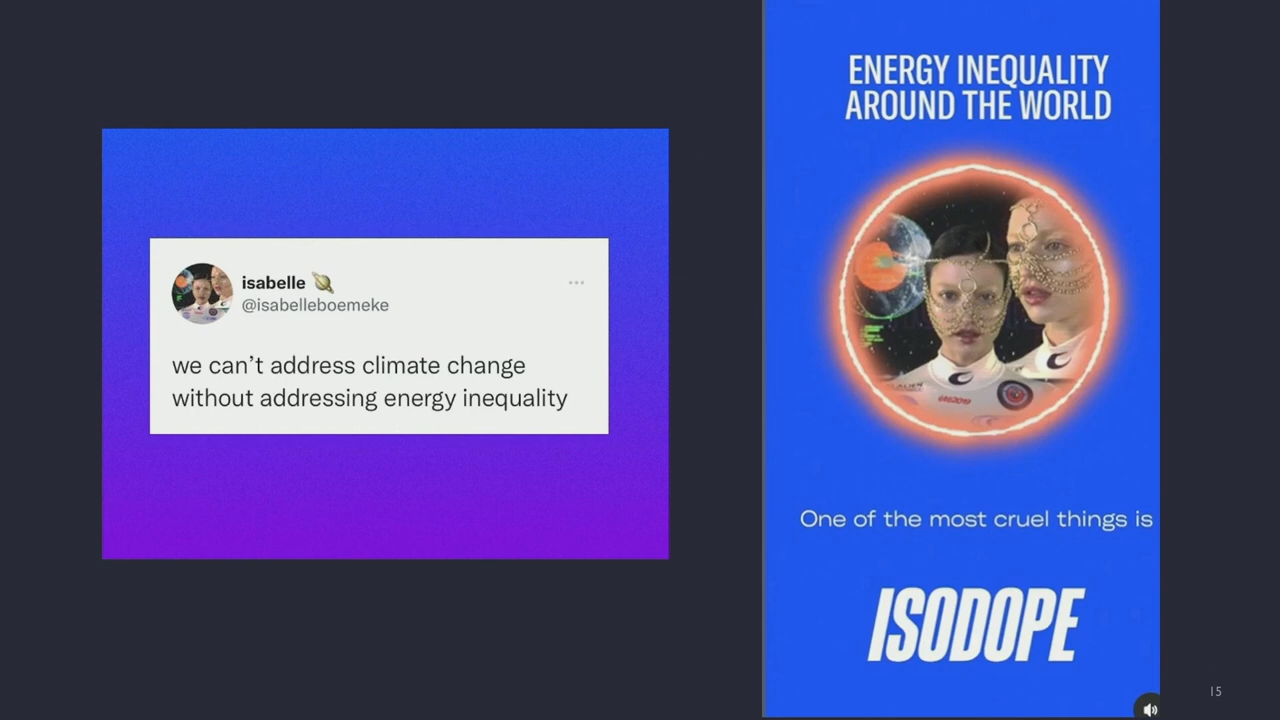 isabelle 🪐
@isabelleboemeke
we can’t address climate change
without addressing energy inequality
ENERGY INEQUALITY
AROUND THE WORLD
One of the most cruel things is
ISODOPE
15